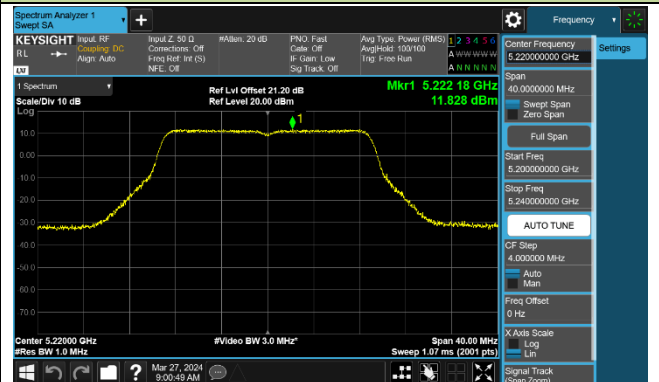 Spectrum Analyzer 1
Swept SA
Frequency
KEYSIGHT
RL
LXI
Input: RF
Coupling: DC
Align: Auto
Input Z: 50 Ω
Corrections: Off
Freq Ref: Int (S)
NFE: Off
#Atten: 20 dB
PNO: Fast
Gate: Off
IF Gain: Low
Sig Track: Off
Avg Type: Power (RMS)
Avg|Hold: 100/100
Trig: Free Run
1 2 3 4 5 6
A W W W W W
A N N N N N
1 Spectrum
Scale/Div 10 dB
Log
Ref Lvl Offset 21.20 dB
Ref Level 20.00 dBm
Mkr1 5.222 18 GHz
11.828 dBm
1
10.0
0.00
-10.0
-20.0
-30.0
-40.0
-50.0
-60.0
-70.0
Center 5.22000 GHz
#Res BW 1.0 MHz
#Video BW 3.0 MHz*
Span 40.00 MHz
Sweep 1.07 ms (2001 pts)
Mar 27, 2024
9:00:49 AM
Center Frequency
5.220000000 GHz
Span
40.0000000 MHz
Swept Span
Zero Span
Full Span
Start Freq
5.200000000 GHz
Stop Freq
5.240000000 GHz
AUTO TUNE
CF Step
4.000000 MHz
Auto
Man
Freq Offset
0 Hz
X Axis Scale
Log
Lin
Signal Track
(Span Zoom)
Settings